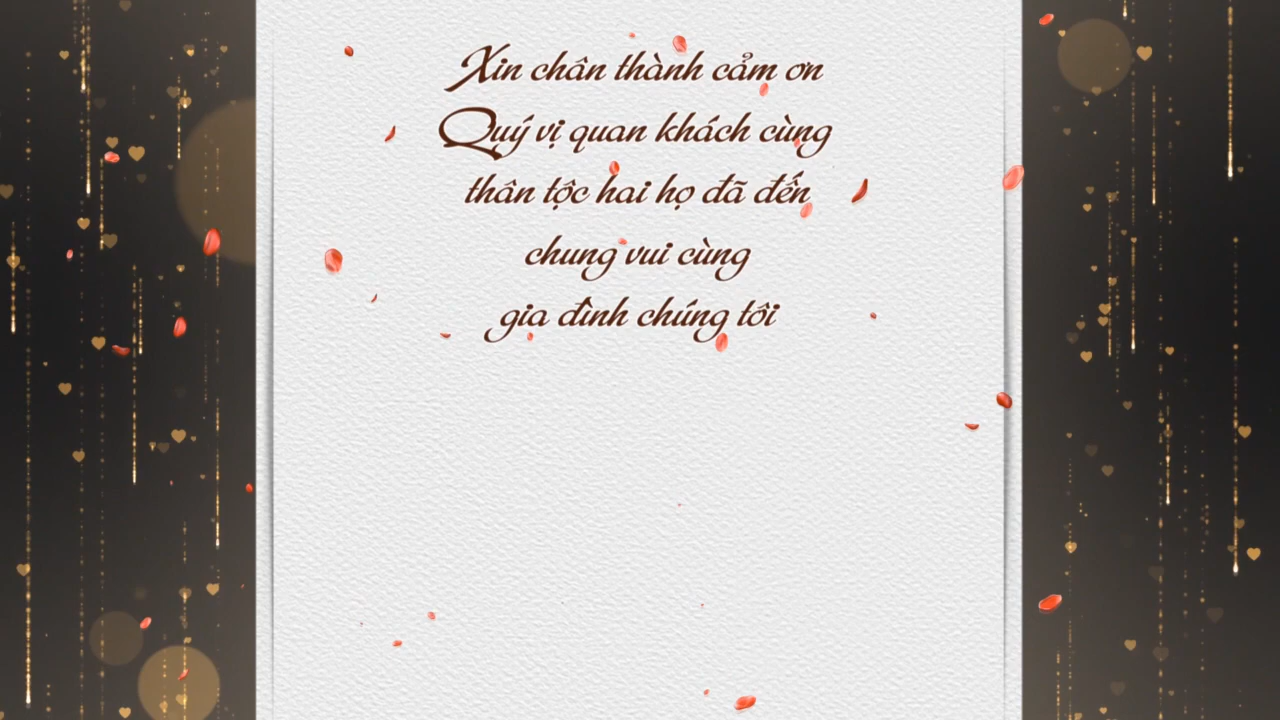 Xin chân thành cảm ơn
Quý vị quan khách cùng
thân tộc hai họ đã đến
chung vui cùng
gia đình chúng tôi